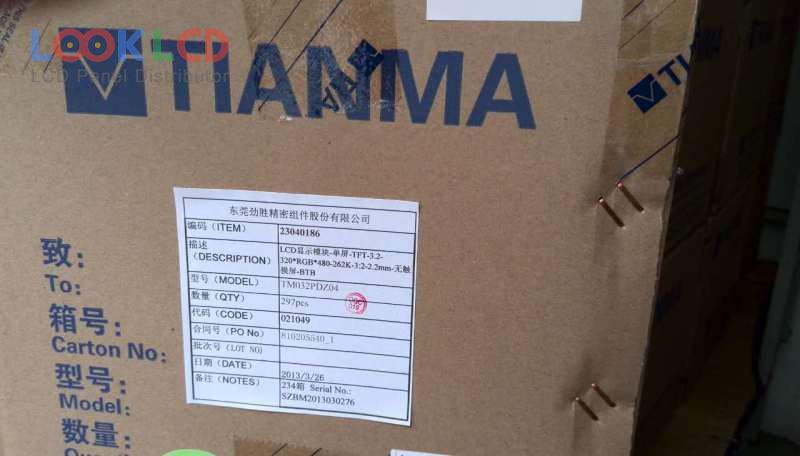 LOOK LCD
LCD Panel Distributor
TIANMA
东莞劲胜精密组件股份有限公司
编码(ITEM) 23040186
描述(DESCRIPTION) LCD显示模块-单屏-TFT-3.2-
320*RGB*480-262K-3:2-2.2mm-无触
摸屏-BTB
型号(MODEL) TM032PDZ04
数量(QTY) 297pcs
代码(CODE) 021049
合同号(PO No) 810205540_1
批次号(LOT NO)
日期(DATE) 2013/3/26
备注(NOTES) 234箱 Serial No.:
SZBM2013030276
致:
To:
箱号:
Carton No:
型号:
Model:
数量: